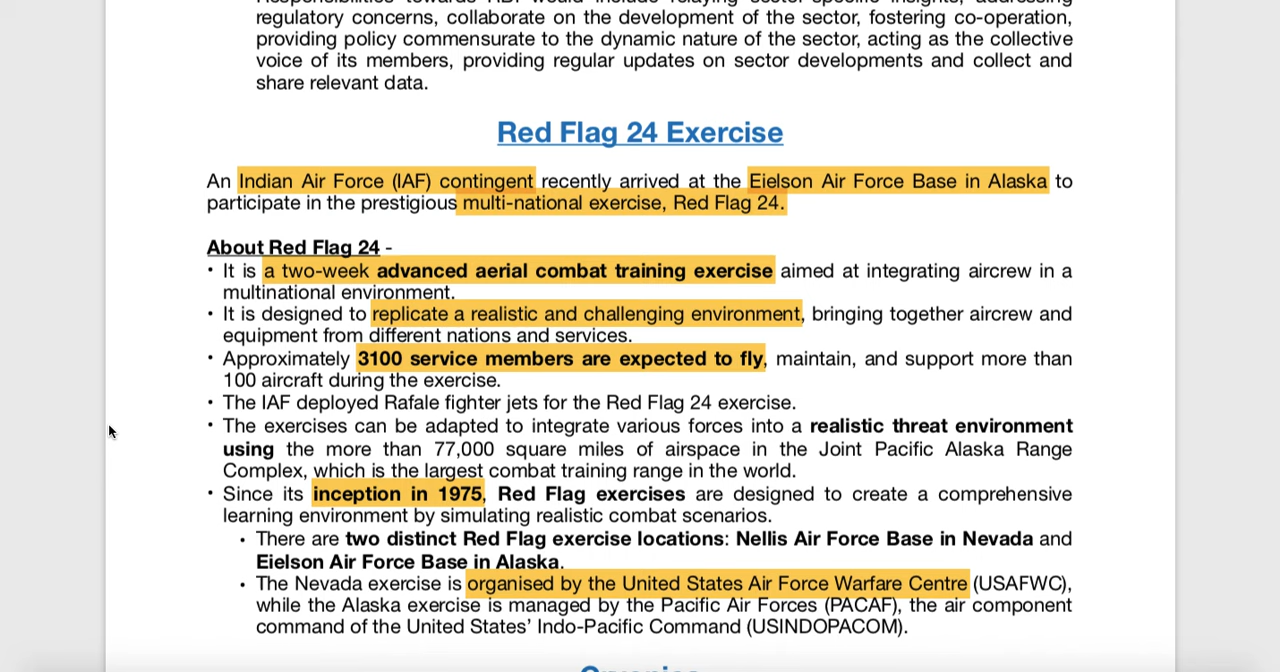 regulatory concerns, collaborate on the development of the sector, fostering co-operation,
providing policy commensurate to the dynamic nature of the sector, acting as the collective
voice of its members, providing regular updates on sector developments and collect and
share relevant data.
Red Flag 24 Exercise
An Indian Air Force (IAF) contingent recently arrived at the Eielson Air Force Base in Alaska to
participate in the prestigious multi-national exercise, Red Flag 24.
About Red Flag 24 -
• It is a two-week advanced aerial combat training exercise aimed at integrating aircrew in a
multinational environment.
• It is designed to replicate a realistic and challenging environment, bringing together aircrew and
equipment from different nations and services.
• Approximately 3100 service members are expected to fly, maintain, and support more than
100 aircraft during the exercise.
• The IAF deployed Rafale fighter jets for the Red Flag 24 exercise.
• The exercises can be adapted to integrate various forces into a realistic threat environment
using the more than 77,000 square miles of airspace in the Joint Pacific Alaska Range
Complex, which is the largest combat training range in the world.
• Since its inception in 1975, Red Flag exercises are designed to create a comprehensive
learning environment by simulating realistic combat scenarios.
• There are two distinct Red Flag exercise locations: Nellis Air Force Base in Nevada and
Eielson Air Force Base in Alaska.
• The Nevada exercise is organised by the United States Air Force Warfare Centre (USAFWC),
while the Alaska exercise is managed by the Pacific Air Forces (PACAF), the air component
command of the United States' Indo-Pacific Command (USINDOPACOM).